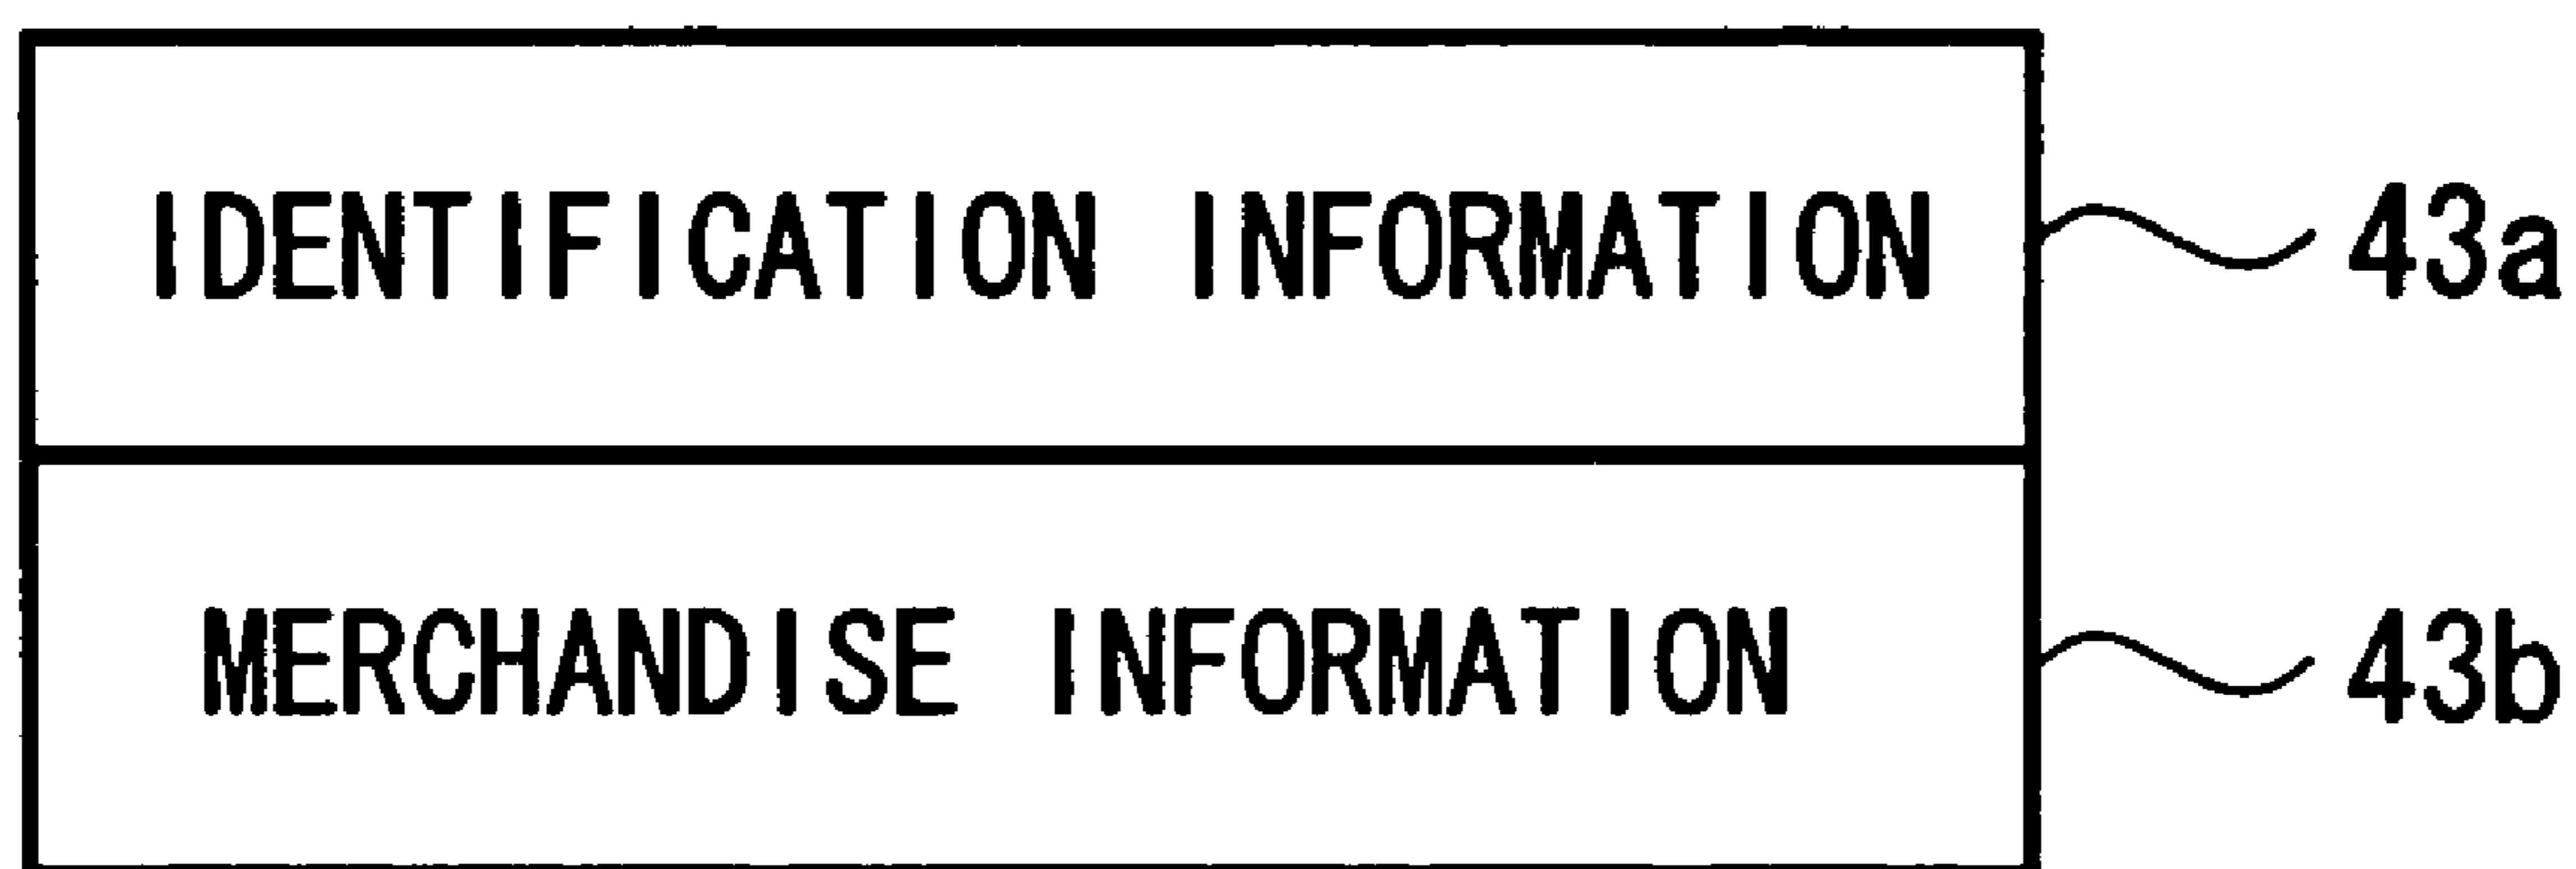 IDENTIFICATION INFORMATION 43a
MERCHANDISE INFORMATION 43b